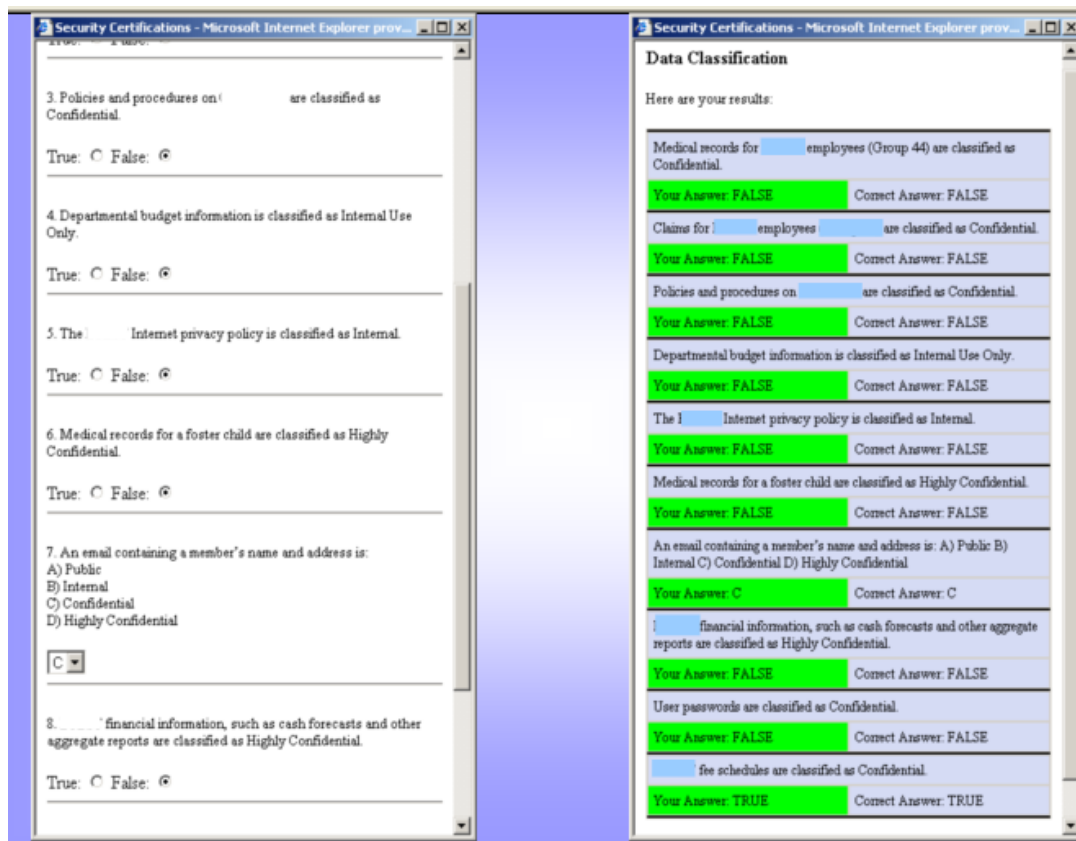 Security Certifications - Microsoft Internet Explorer prov...
3. Policies and procedures on are classified as
Confidential.
True: False:
4. Departmental budget information is classified as Internal Use
Only.
True: False:
5. The Internet privacy policy is classified as Internal.
True: False:
6. Medical records for a foster child are classified as Highly
Confidential.
True: False:
7. An email containing a member's name and address is:
A) Public
B) Internal
C) Confidential
D) Highly Confidential
C
8. financial information, such as cash forecasts and other
aggregate reports are classified as Highly Confidential.
True: False:
Security Certifications - Microsoft Internet Explorer prov...
Data Classification
Here are your results:
Medical records for employees (Group 44) are classified as
Confidential.
Your Answer: FALSE Correct Answer: FALSE
Claims for employees are classified as Confidential.
Your Answer: FALSE Correct Answer: FALSE
Policies and procedures on are classified as Confidential.
Your Answer: FALSE Correct Answer: FALSE
Departmental budget information is classified as Internal Use Only.
Your Answer: FALSE Correct Answer: FALSE
The Internet privacy policy is classified as Internal.
Your Answer: FALSE Correct Answer: FALSE
Medical records for a foster child are classified as Highly Confidential.
Your Answer: FALSE Correct Answer: FALSE
An email containing a member's name and address is: A) Public B)
Internal C) Confidential D) Highly Confidential
Your Answer: C Correct Answer: C
financial information, such as cash forecasts and other aggregate
reports are classified as Highly Confidential.
Your Answer: FALSE Correct Answer: FALSE
User passwords are classified as Confidential.
Your Answer: FALSE Correct Answer: FALSE
fee schedules are classified as Confidential.
Your Answer: TRUE Correct Answer: TRUE